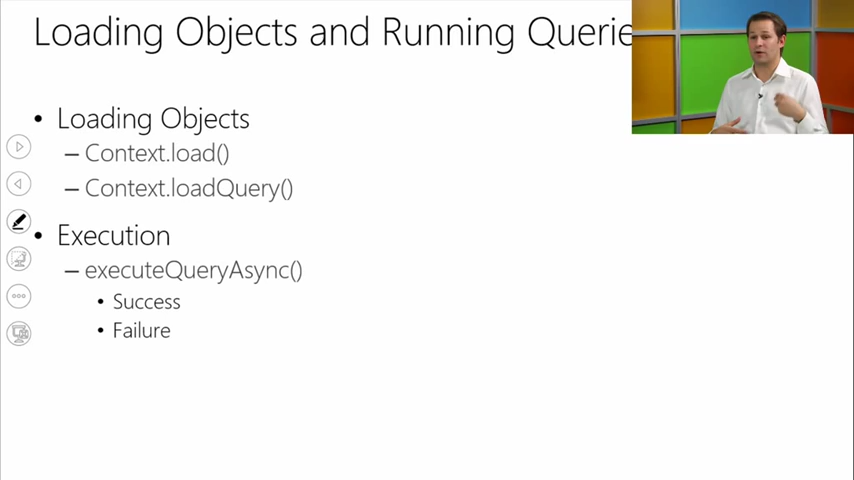 Loading Objects and Running Querie
• Loading Objects
– Context.load()
– Context.loadQuery()
• Execution
– executeQueryAsync()
• Success
• Failure